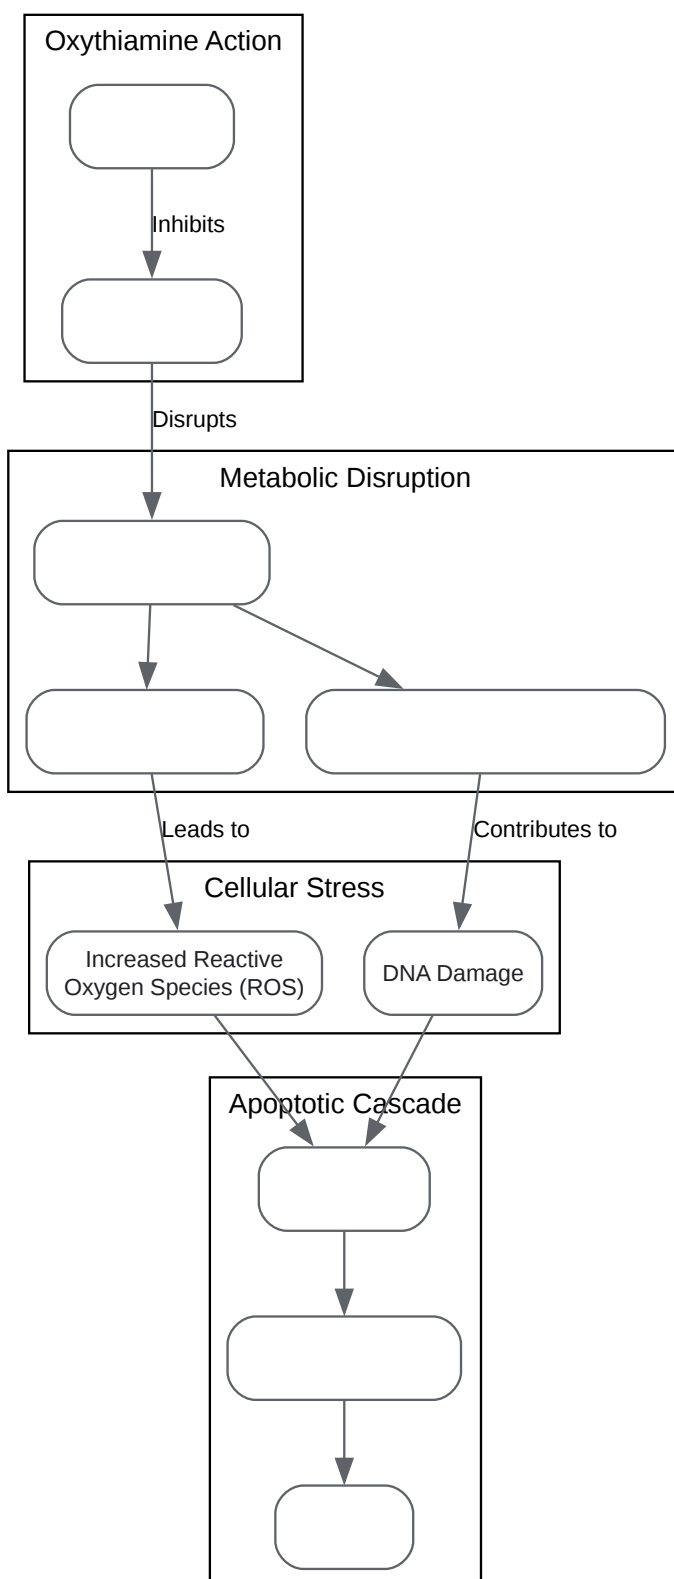 Oxythiamine Action
Inhibits
Disrupts
Metabolic Disruption
Leads to
Contributes to
Cellular Stress
Increased Reactive
Oxygen Species (ROS)
DNA Damage
Apoptotic Cascade